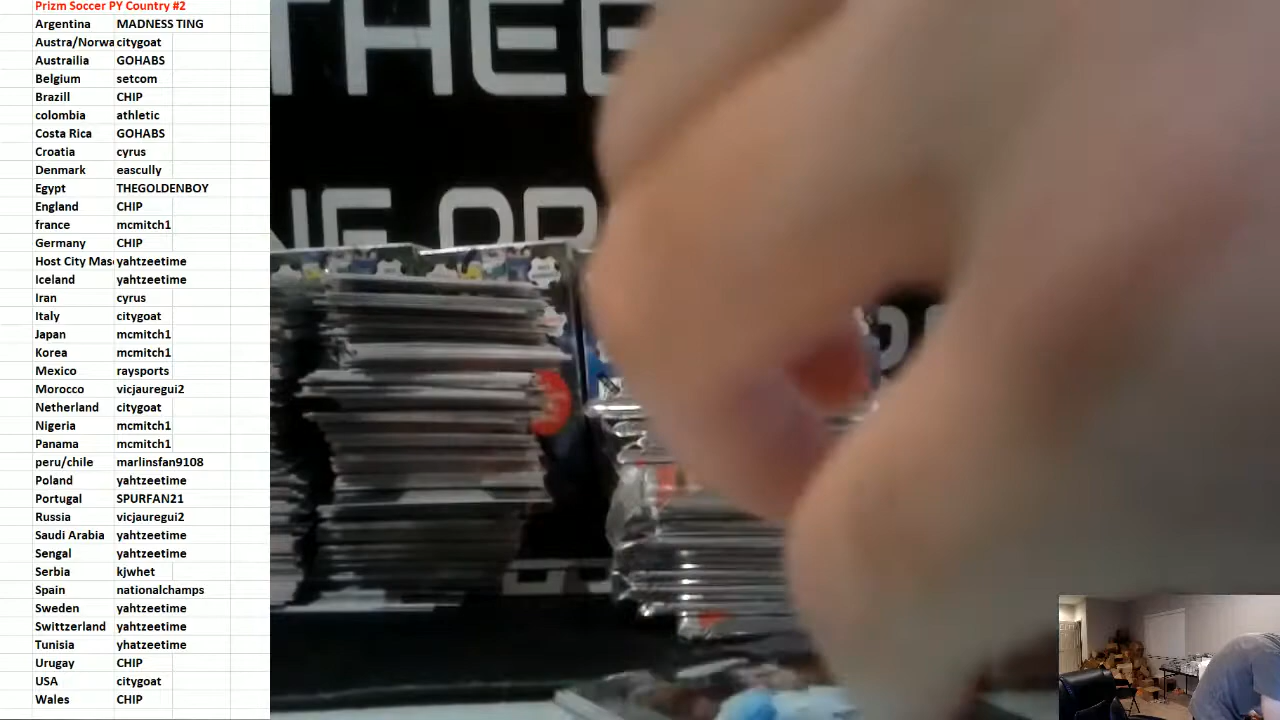 Prizm Soccer PY Country #2
Argentina MADNESS TING
Austra/Norwa citygoat
Austrailia GOHABS
Belgium setcom
Brazill CHIP
colombia athletic
Costa Rica GOHABS
Croatia cyrus
Denmark eascully
Egypt THEGOLDENBOY
England CHIP
france mcmitch1
Germany CHIP
Host City Mas yahtzeetime
Iceland yahtzeetime
Iran cyrus
Italy citygoat
Japan mcmitch1
Korea mcmitch1
Mexico raysports
Morocco vicjauregui2
Netherland citygoat
Nigeria mcmitch1
Panama mcmitch1
peru/chile marlinsfan9108
Poland yahtzeetime
Portugal SPURFAN21
Russia vicjauregui2
Saudi Arabia yahtzeetime
Sengal yahtzeetime
Serbia kjwhet
Spain nationalchamps
Sweden yahtzeetime
Swittzerland yahtzeetime
Tunisia yhatzeetime
Urugay CHIP
USA citygoat
Wales CHIP